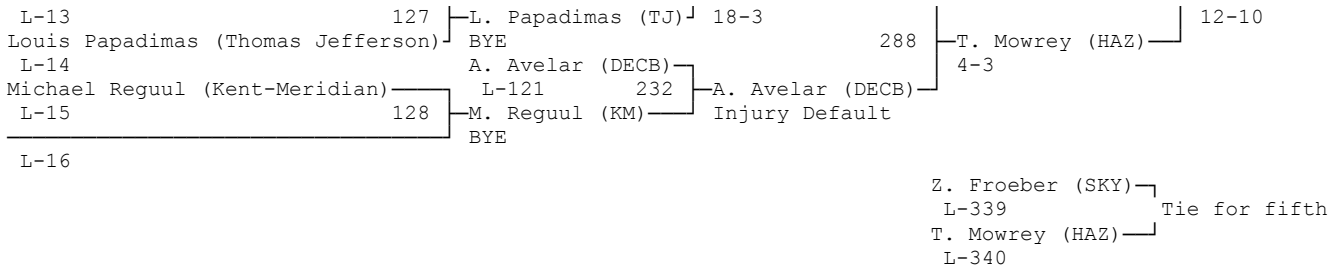 L-13 127 L. Papadimas (TJ) 18-3 12-10
Louis Papadimas (Thomas Jefferson) BYE 288 T. Mowrey (HAZ)
L-14 A. Avelar (DECB) 4-3
Michael Reguul (Kent-Meridian) L-121 232 A. Avelar (DECB)
L-15 128 M. Reguul (KM) Injury Default
BYE
L-16
Z. Froeber (SKY)
L-339 Tie for fifth
T. Mowrey (HAZ)
L-340